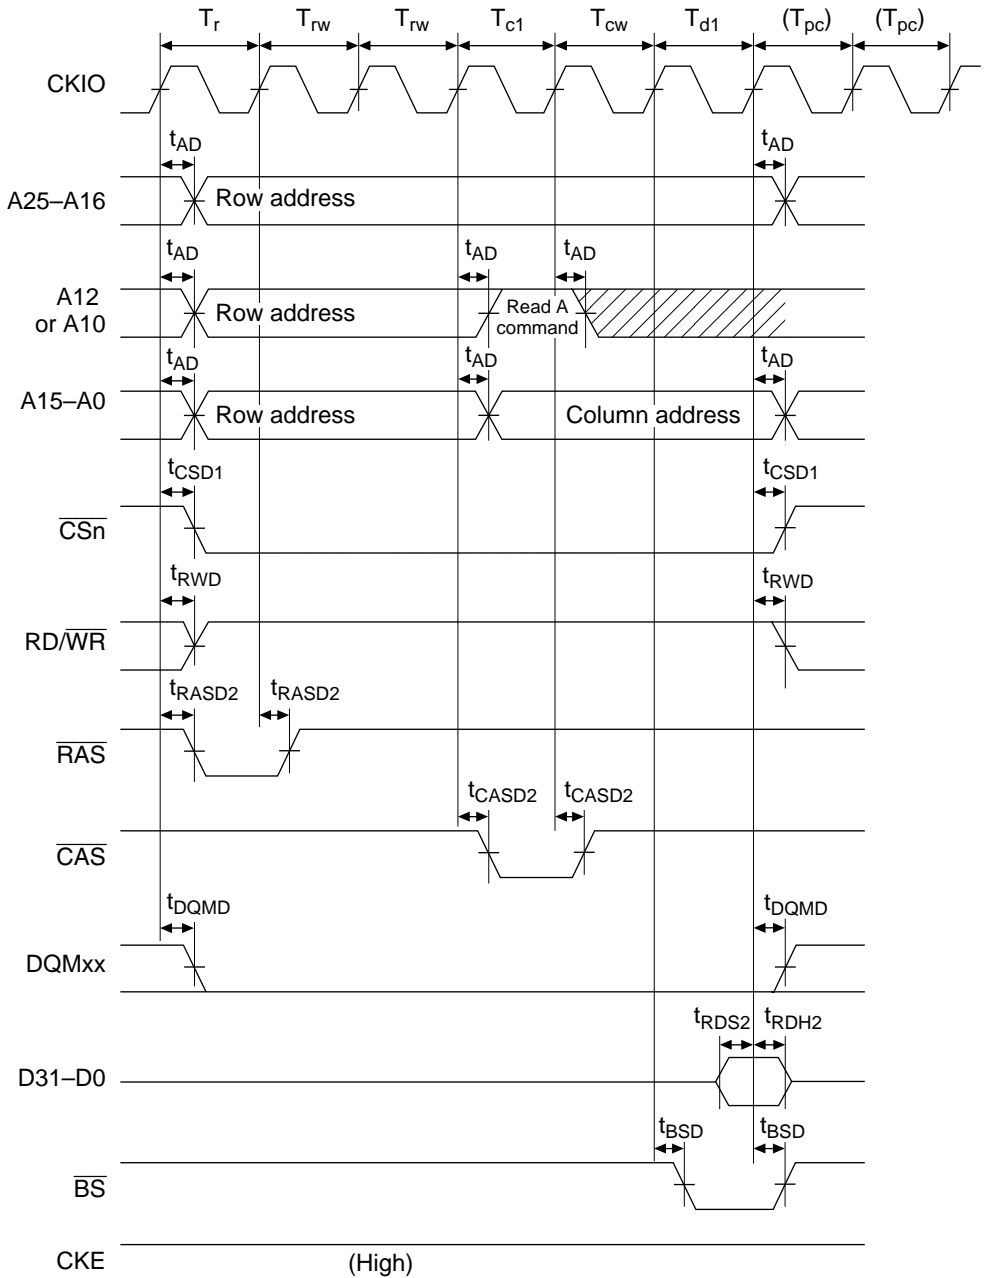 Tr Trw Trw Tc1 Tcw Td1 (Tpc) (Tpc)
CKIO
tAD tAD
A25–A16 Row address
tAD tAD tAD
A12 or A10 Row address Read A command
tAD tAD tAD
A15–A0 Row address Column address
tCSD1 tCSD1
CSn
tRWD tRWD
RD/WR
tRASD2 tRASD2
RAS
tCASD2 tCASD2
CAS
tDQMD tDQMD
DQMxx
tRDS2 tRDH2
D31–D0
tBSD tBSD
BS
CKE (High)